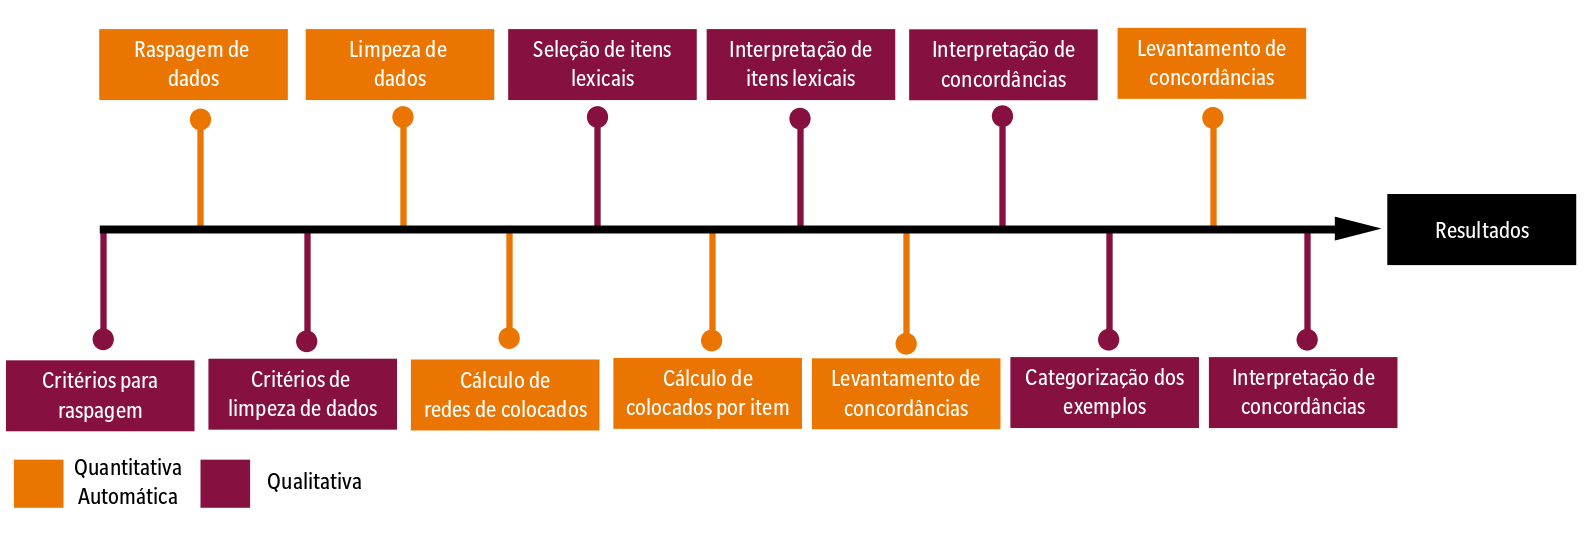 Raspagem de
dados
Limpeza de
dados
Seleção de itens
lexicais
Interpretação de
itens lexicais
Interpretação de
concordâncias
Levantamento de
concordâncias
Resultados
Critérios para
raspagem
Critérios de
limpeza de dados
Cálculo de
redes de colocados
Cálculo de
colocados por item
Levantamento de
concordâncias
Categorização dos
exemplos
Interpretação de
concordâncias
Quantitativa
Automática
Qualitativa